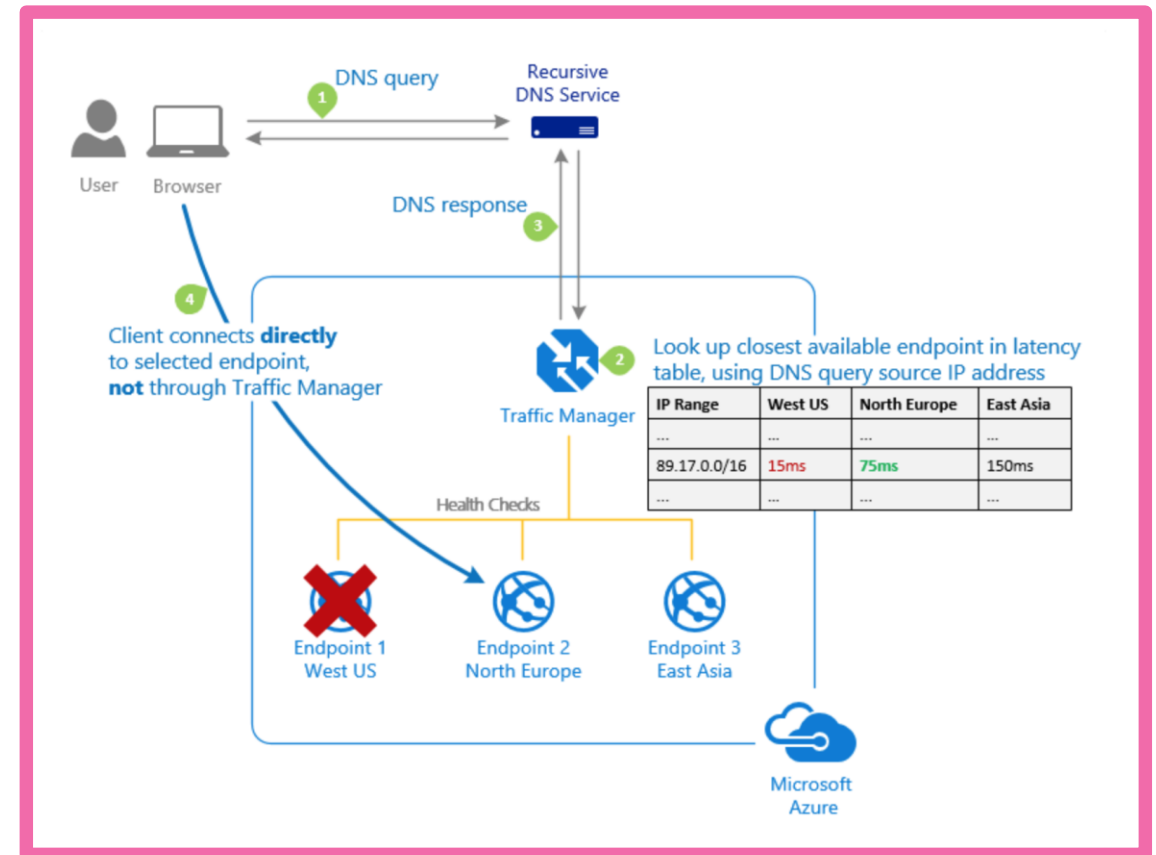 DNS query
1
Recursive
DNS Service
User
Browser
DNS response
3
4
Client connects directly
to selected endpoint,
not through Traffic Manager
2
Look up closest available endpoint in latency
table, using DNS query source IP address
Traffic Manager
IP Range West US North Europe East Asia
... ... ... ...
89.17.0.0/16 15ms 75ms 150ms
... ... ... ...
Health Checks
Endpoint 1
West US
Endpoint 2
North Europe
Endpoint 3
East Asia
Microsoft
Azure